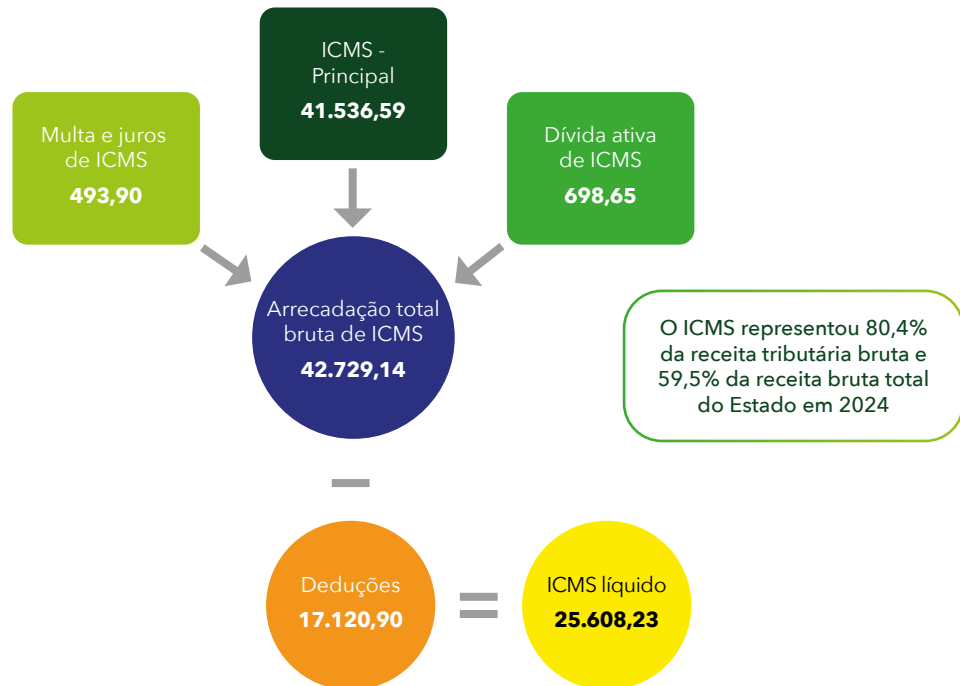 ICMS -
Principal
41.536,59
Multa e juros
de ICMS
493,90
Dívida ativa
de ICMS
698,65
Arrecadação total
bruta de ICMS
42.729,14
O ICMS representou 80,4%
da receita tributária bruta e
59,5% da receita bruta total
do Estado em 2024
Deduções
17.120,90
ICMS líquido
25.608,23